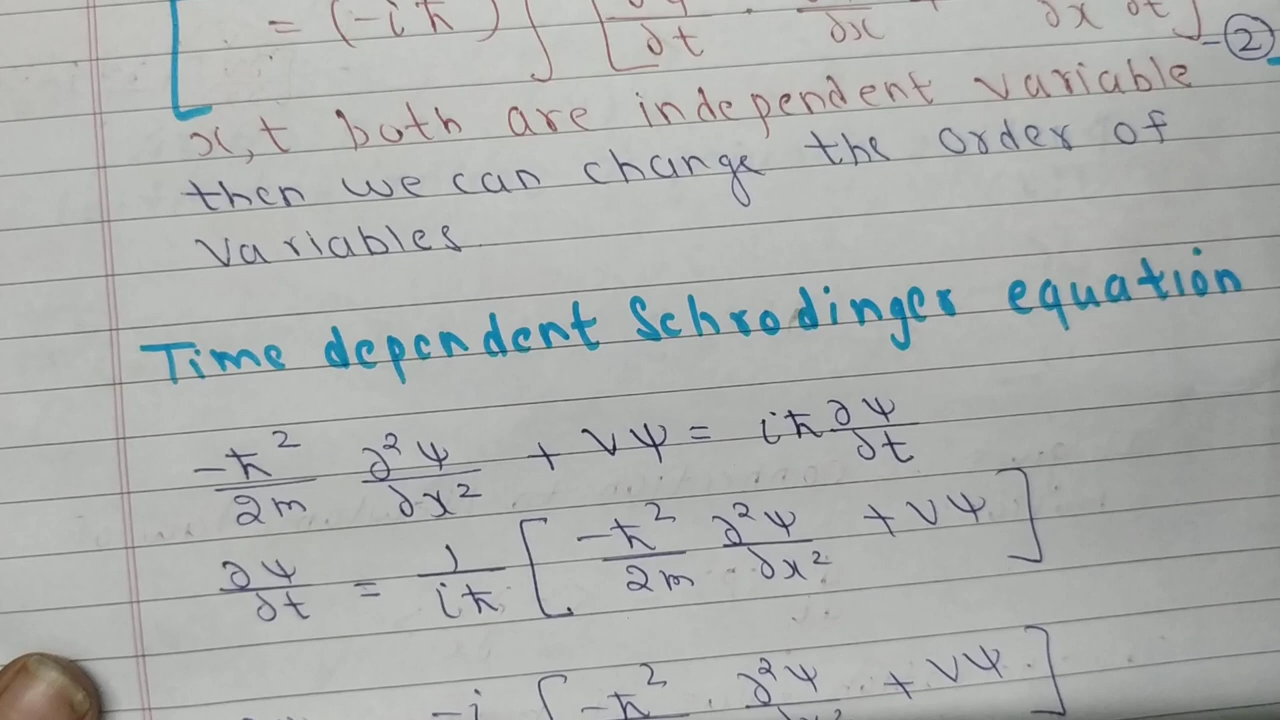 = (-iħ) ∫ [ ∂t · ∂x + ∂x ∂t ] - ②
x, t both are independent variable
then we can change the order of
variables
Time dependent Schrodinger equation
-ħ²/2m ∂²ψ/∂x² + Vψ = iħ ∂ψ/∂t
∂ψ/∂t = 1/iħ [ -ħ²/2m ∂²ψ/∂x² + Vψ ]
-i [ -ħ² · ∂²ψ/∂x² + Vψ ]